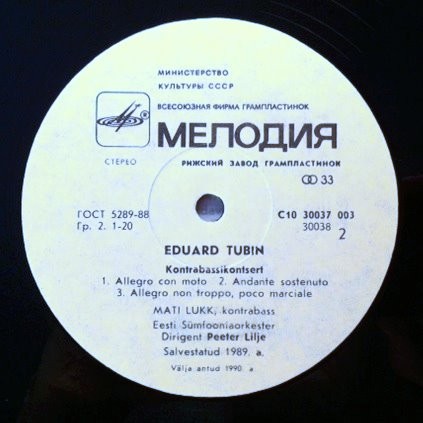 МИНИСТЕРСТВО
КУЛЬТУРЫ СССР
ВСЕСОЮЗНАЯ ФИРМА ГРАМПЛАСТИНОК
МЕЛОДИЯ
СТЕРЕО
РИЖСКИЙ ЗАВОД ГРАМПЛАСТИНОК
33
ГОСТ 5289-88
Гр. 2. 1-20
С10 30037 003
30038 2
EDUARD TUBIN
Kontrabassikontsert
1. Allegro con moto 2. Andante sostenuto
3. Allegro non troppo, poco marciale
MATI LUKK, kontrabass
Eesti Sümfooniaorkester
Dirigent Peeter Lilje
Salvestatud 1989. a.
Välja antud 1990. a